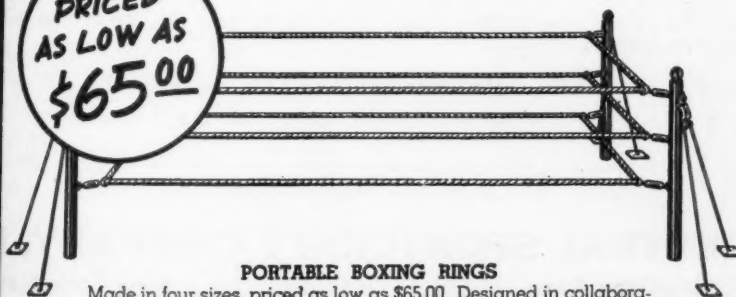 PRICED
AS LOW AS
$65.00
PORTABLE BOXING RINGS
Made in four sizes, priced as low as $65.00. Designed in collabora-